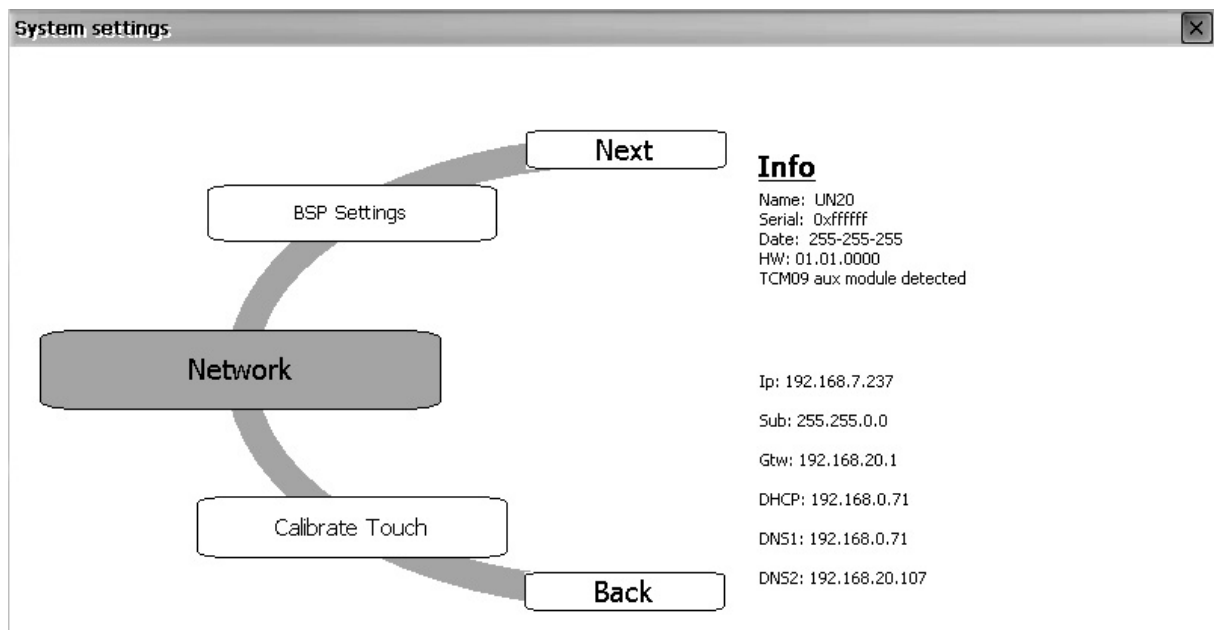 System settings
Next
BSP Settings
Network
Calibrate Touch
Back
Info
Name: UN20
Serial: 0xffffff
Date: 255-255-255
HW: 01.01.0000
TCM09 aux module detected
Ip: 192.168.7.237
Sub: 255.255.0.0
Gtw: 192.168.20.1
DHCP: 192.168.0.71
DNS1: 192.168.0.71
DNS2: 192.168.20.107